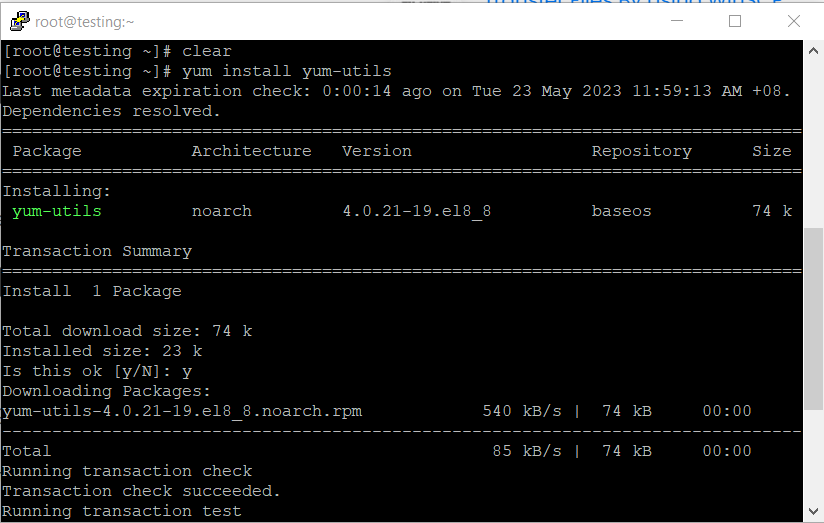 Transfer Files By Using WinSCP
root@testing:~
[root@testing ~]# clear
[root@testing ~]# yum install yum-utils
Last metadata expiration check: 0:00:14 ago on Tue 23 May 2023 11:59:13 AM +08.
Dependencies resolved.
================================================================================
Package Architecture Version Repository Size
================================================================================
Installing:
yum-utils noarch 4.0.21-19.el8_8 baseos 74 k
Transaction Summary
================================================================================
Install 1 Package
Total download size: 74 k
Installed size: 23 k
Is this ok [y/N]: y
Downloading Packages:
yum-utils-4.0.21-19.el8_8.noarch.rpm 540 kB/s | 74 kB 00:00
--------------------------------------------------------------------------------
Total 85 kB/s | 74 kB 00:00
Running transaction check
Transaction check succeeded.
Running transaction test